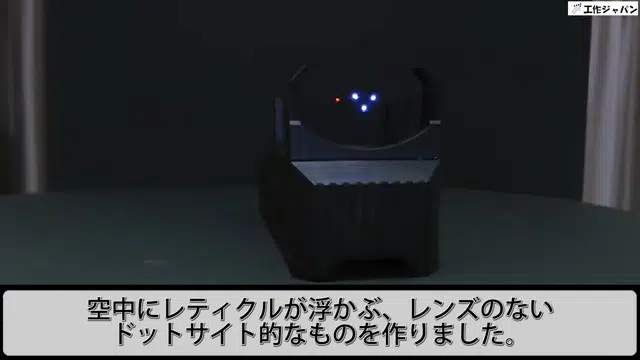 工作ジャパン
空中にレティクルが浮かぶ、レンズのない
ドットサイト的なものを作りました。